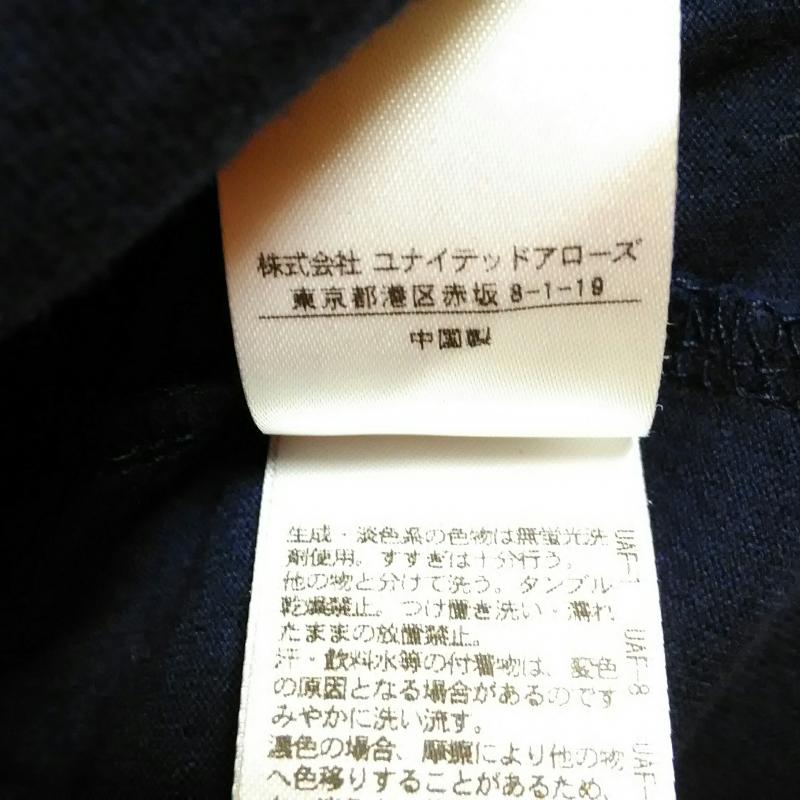 株式会社 ユナイテッドアローズ
東京都港区赤坂 8-1-19
中国製
生成・淡色系の色物は無蛍光洗
剤使用。すすぎは十分行う。
他の物と分けて洗う。タンブル
乾燥禁止。つけ置き洗い・濡れ
たままの放置禁止。
汗・飲料水等の付着物は、変色
の原因となる場合があるのです
みやかに洗い流す。
濃色の場合、摩擦により他の物
へ色移りすることがあるため、
UAF-1
UAF-8